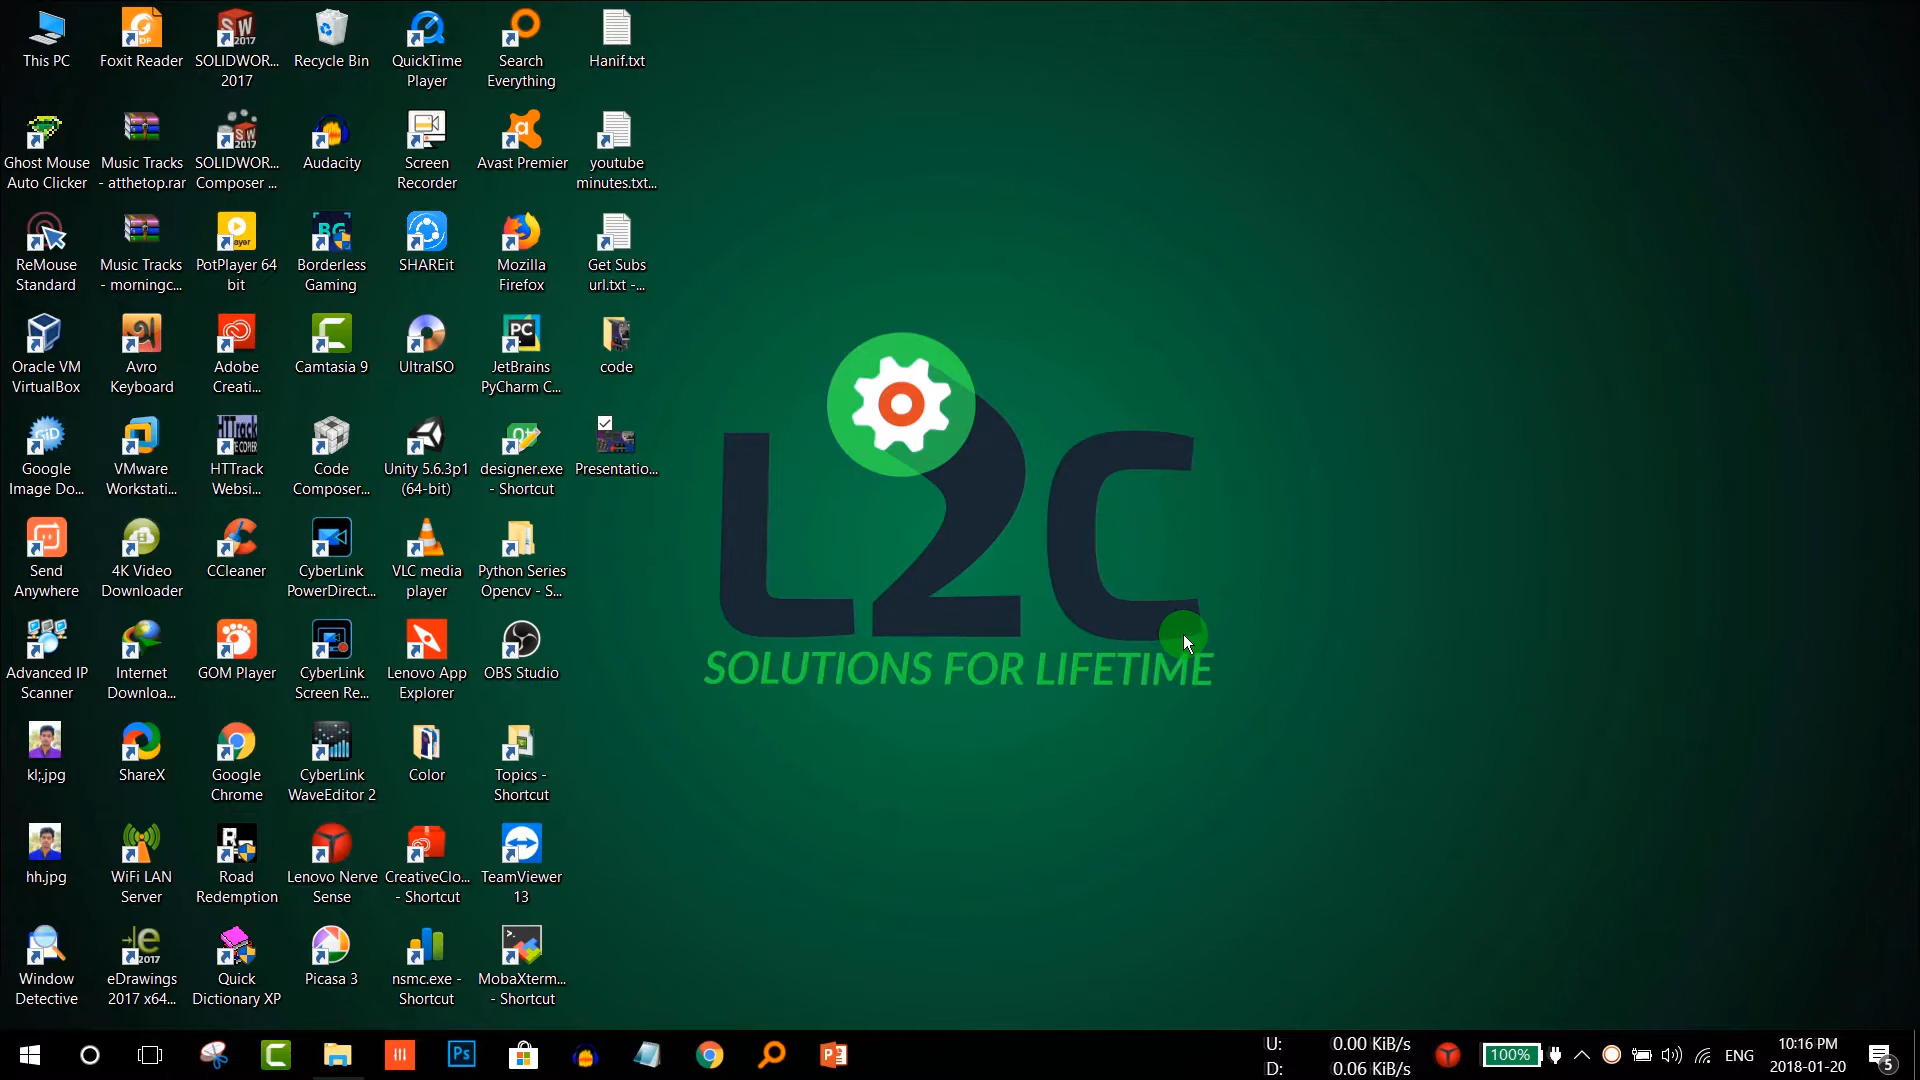 This PC
Foxit Reader
SOLIDWOR...
2017
Recycle Bin
QuickTime
Player
Search
Everything
Hanif.txt
Ghost Mouse
Auto Clicker
Music Tracks
- atthetop.rar
SOLIDWOR...
Composer ...
Audacity
Screen
Recorder
Avast Premier
youtube
minutes.txt...
ReMouse
Standard
Music Tracks
- morningc...
PotPlayer 64
bit
Borderless
Gaming
SHAREit
Mozilla
Firefox
Get Subs
url.txt -...
Oracle VM
VirtualBox
Avro
Keyboard
Adobe
Creati...
Camtasia 9
UltraISO
JetBrains
PyCharm C...
code
Google
Image Do...
VMware
Workstati...
HTTrack
Websi...
Code
Composer...
Unity 5.6.3p1
(64-bit)
designer.exe
- Shortcut
Presentatio...
Send
Anywhere
4K Video
Downloader
CCleaner
CyberLink
PowerDirect...
VLC media
player
Python Series
Opencv - S...
Advanced IP
Scanner
Internet
Downloa...
GOM Player
CyberLink
Screen Re...
Lenovo App
Explorer
OBS Studio
kl;.jpg
ShareX
Google
Chrome
CyberLink
WaveEditor 2
Color
Topics -
Shortcut
hh.jpg
WiFi LAN
Server
Road
Redemption
Lenovo Nerve
Sense
CreativeClo...
- Shortcut
TeamViewer
13
Window
Detective
eDrawings
2017 x64...
Quick
Dictionary XP
Picasa 3
nsmc.exe -
Shortcut
MobaXterm...
- Shortcut
L2C
SOLUTIONS FOR LIFETIME
U: 0.00 KiB/s
D: 0.06 KiB/s
100%
ENG
10:16 PM
2018-01-20
5